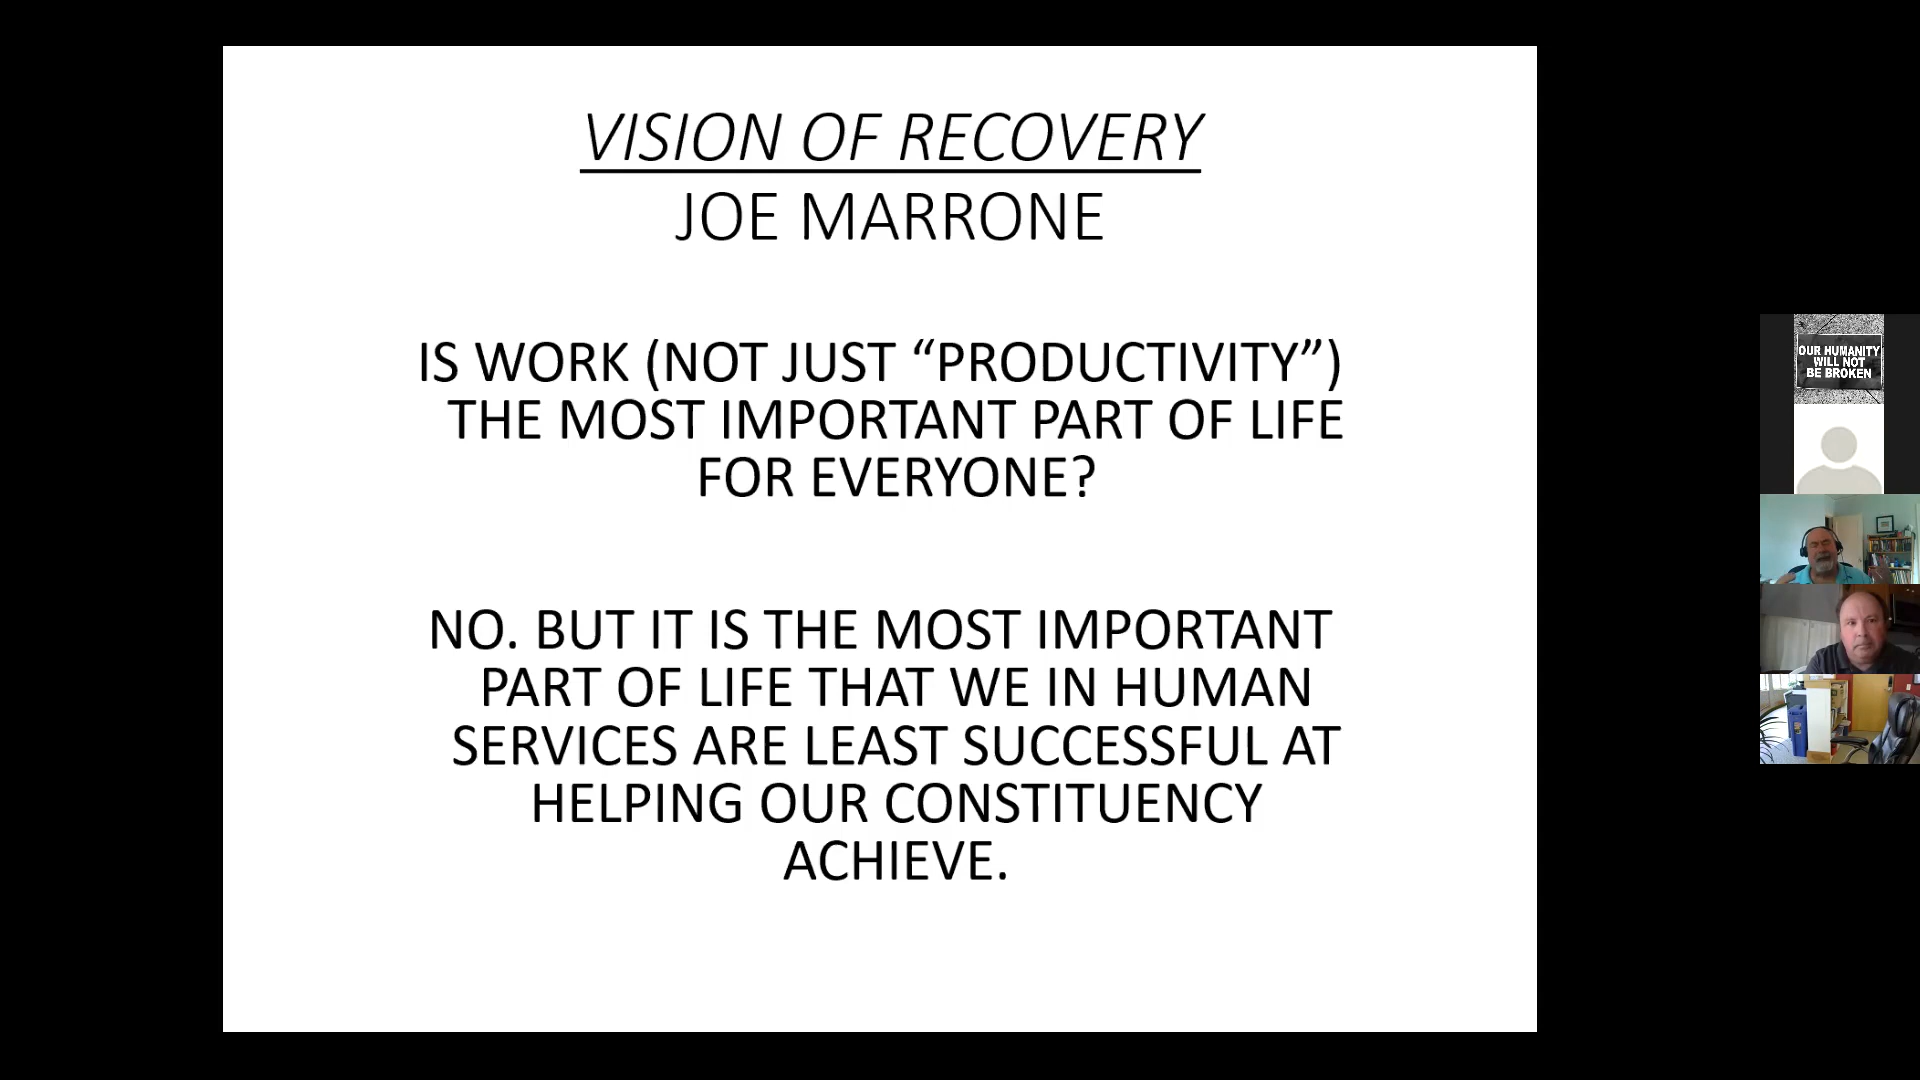 VISION OF RECOVERY
JOE MARRONE
IS WORK (NOT JUST “PRODUCTIVITY”)
THE MOST IMPORTANT PART OF LIFE
FOR EVERYONE?
NO. BUT IT IS THE MOST IMPORTANT
PART OF LIFE THAT WE IN HUMAN
SERVICES ARE LEAST SUCCESSFUL AT
HELPING OUR CONSTITUENCY
ACHIEVE.
OUR HUMANITY
WILL NOT
BE BROKEN